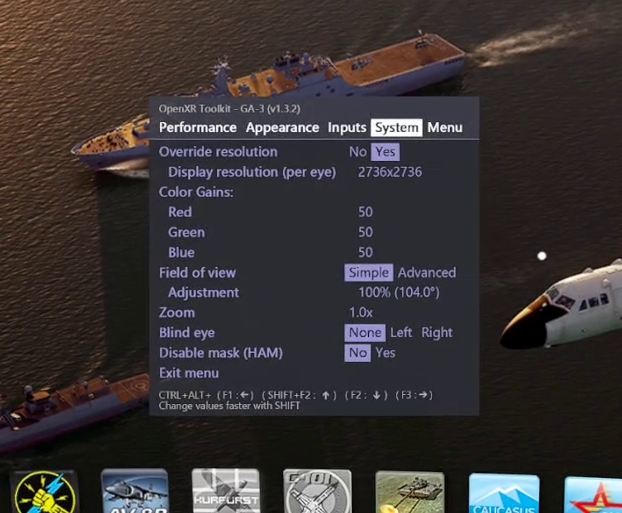 OpenXR Toolkit - GA-3 (v1.3.2)
Performance Appearance Inputs System Menu
Override resolution No Yes
Display resolution (per eye) 2736x2736
Color Gains:
Red 50
Green 50
Blue 50
Field of view Simple Advanced
Adjustment 100% (104.0°)
Zoom 1.0x
Blind eye None Left Right
Disable mask (HAM) No Yes
Exit menu
CTRL+ALT+ (F1:←) (SHIFT+F2: ↑) (F2: ↓) (F3:→)
Change values faster with SHIFT
KURFÜRST
CAUCASUS